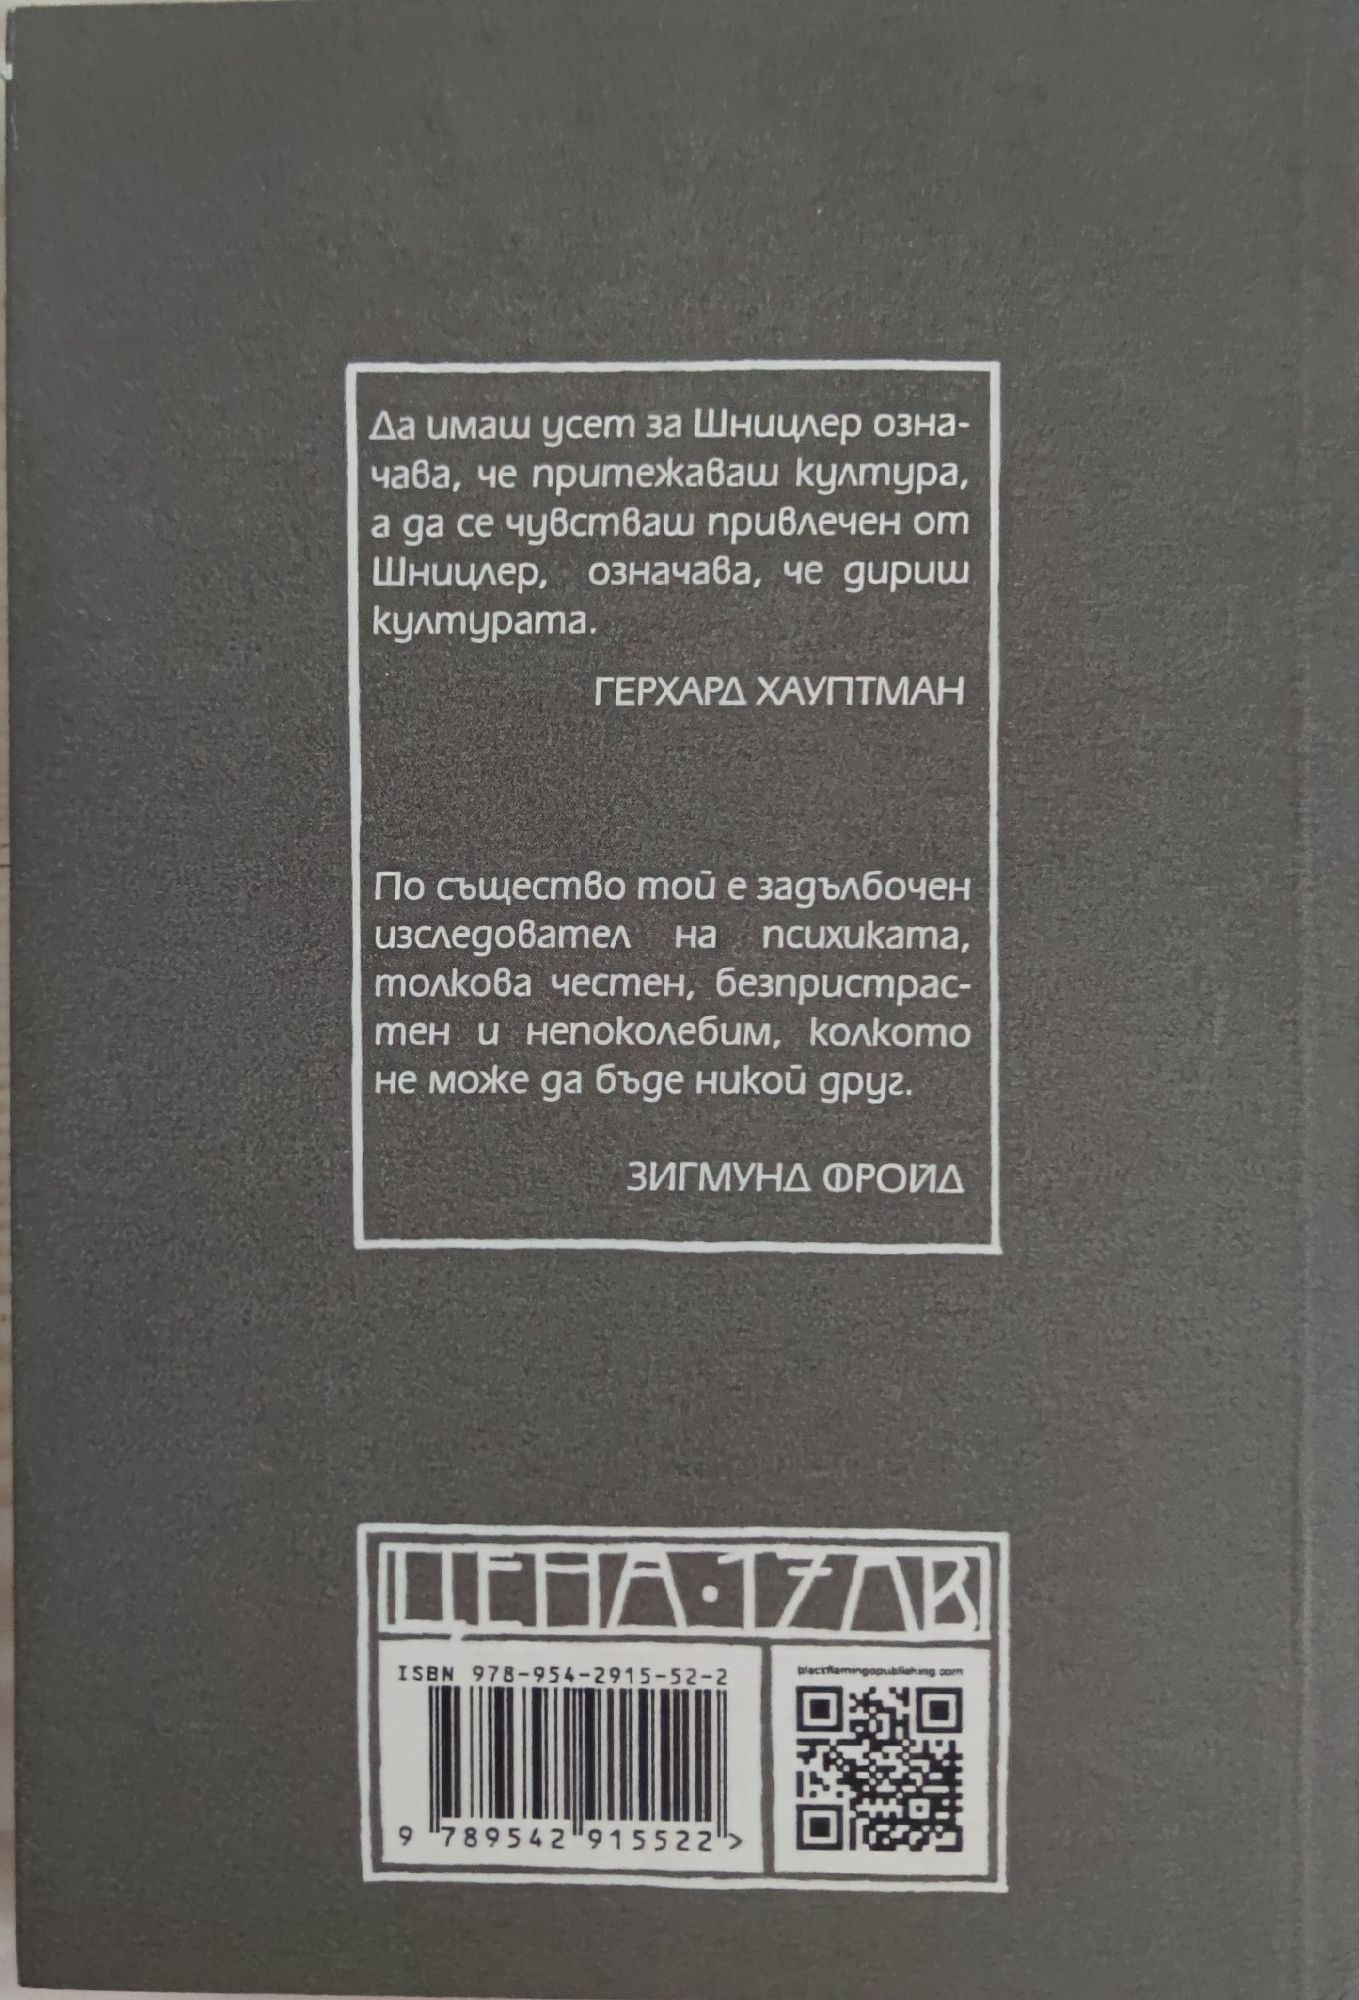 Да имаш усет за Шницлер озна-
чава, че притежаваш култура,
а да се чувстваш привлечен от
Шницлер, означава, че дириш
културата.
ГЕРХАРД ХАУПТМАН
По същество той е задълбочен
изследовател на психиката,
толкова честен, безпристрас-
тен и непоколебим, колкото
не може да бъде никой друг.
ЗИГМУНД ФРОЙД
ЦЕНА·17ЛВ
ISBN 978-954-2915-52-2
blackflamingopublishing.com
9 789542 915522 >